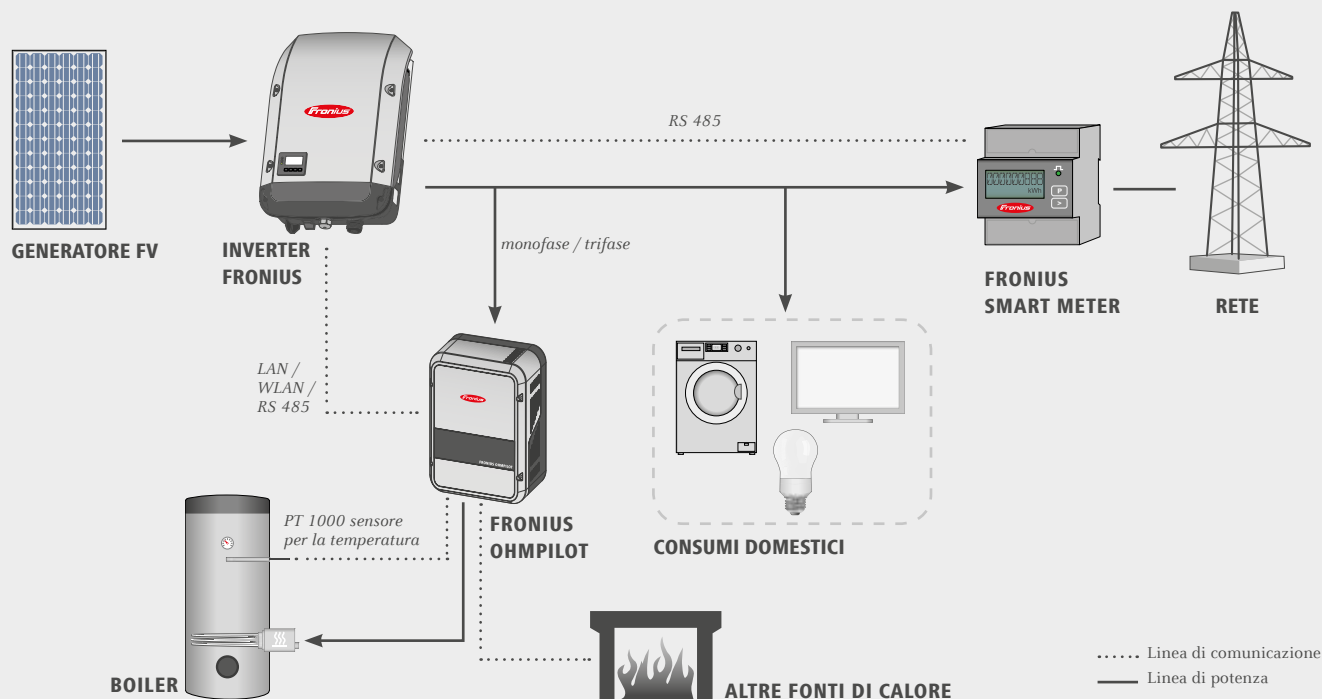 Fronius
RS 485
kWh
P
>
Fronius
GENERATORE FV
INVERTER
FRONIUS
monofase / trifase
FRONIUS
SMART METER
RETE
LAN /
WLAN /
RS 485
Fronius
FRONIUS OHMPILOT
PT 1000 sensore
per la temperatura
FRONIUS
OHMPILOT
CONSUMI DOMESTICI
BOILER
ALTRE FONTI DI CALORE
Linea di comunicazione
Linea di potenza